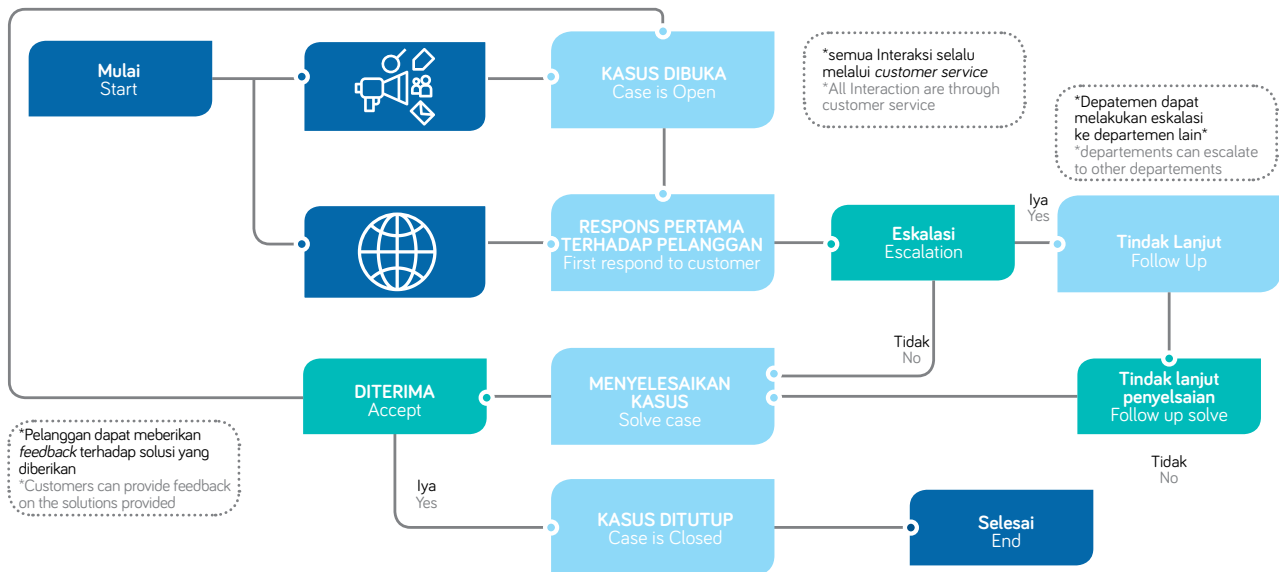 Mulai
Start
KASUS DIBUKA
Case is Open
*semua Interaksi selalu
melalui customer service
*All Interaction are through
customer service
*Depatemen dapat
melakukan eskalasi
ke departemen lain*
*departements can escalate
to other departements
RESPONS PERTAMA
TERHADAP PELANGGAN
First respond to customer
Eskalasi
Escalation
Iya
Yes
Tindak Lanjut
Follow Up
Tidak
No
DITERIMA
Accept
MENYELESAIKAN
KASUS
Solve case
Tindak lanjut
penyelsaian
Follow up solve
*Pelanggan dapat meberikan
feedback terhadap solusi yang
diberikan
*Customers can provide feedback
on the solutions provided
Iya
Yes
Tidak
No
KASUS DITUTUP
Case is Closed
Selesai
End